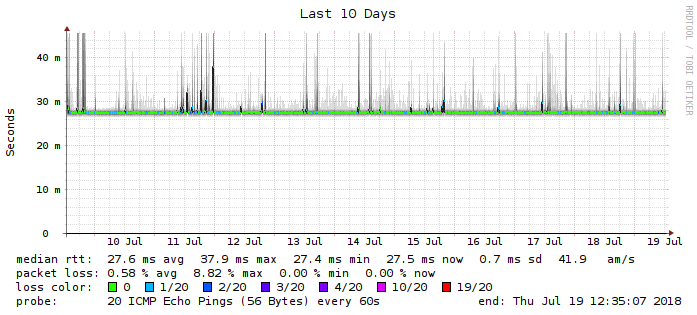 Last 10 Days
RRDTOOL / TOBI OETIKER
Seconds
40 m
30 m
20 m
10 m
0
10 Jul 11 Jul 12 Jul 13 Jul 14 Jul 15 Jul 16 Jul 17 Jul 18 Jul 19 Jul
median rtt: 27.6 ms avg 37.9 ms max 27.4 ms min 27.5 ms now 0.7 ms sd 41.9 am/s
packet loss: 0.58 % avg 8.82 % max 0.00 % min 0.00 % now
loss color: 0 1/20 2/20 3/20 4/20 10/20 19/20
probe: 20 ICMP Echo Pings (56 Bytes) every 60s end: Thu Jul 19 12:35:07 2018